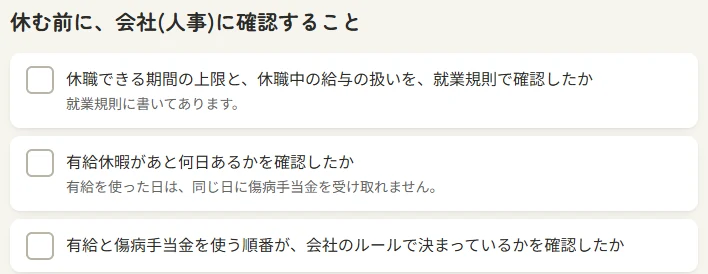 休む前に、会社(人事)に確認すること
休職できる期間の上限と、休職中の給与の扱いを、就業規則で確認したか
就業規則に書いてあります。
有給休暇があと何日あるかを確認したか
有給を使った日は、同じ日に傷病手当金を受け取れません。
有給と傷病手当金を使う順番が、会社のルールで決まっているかを確認したか